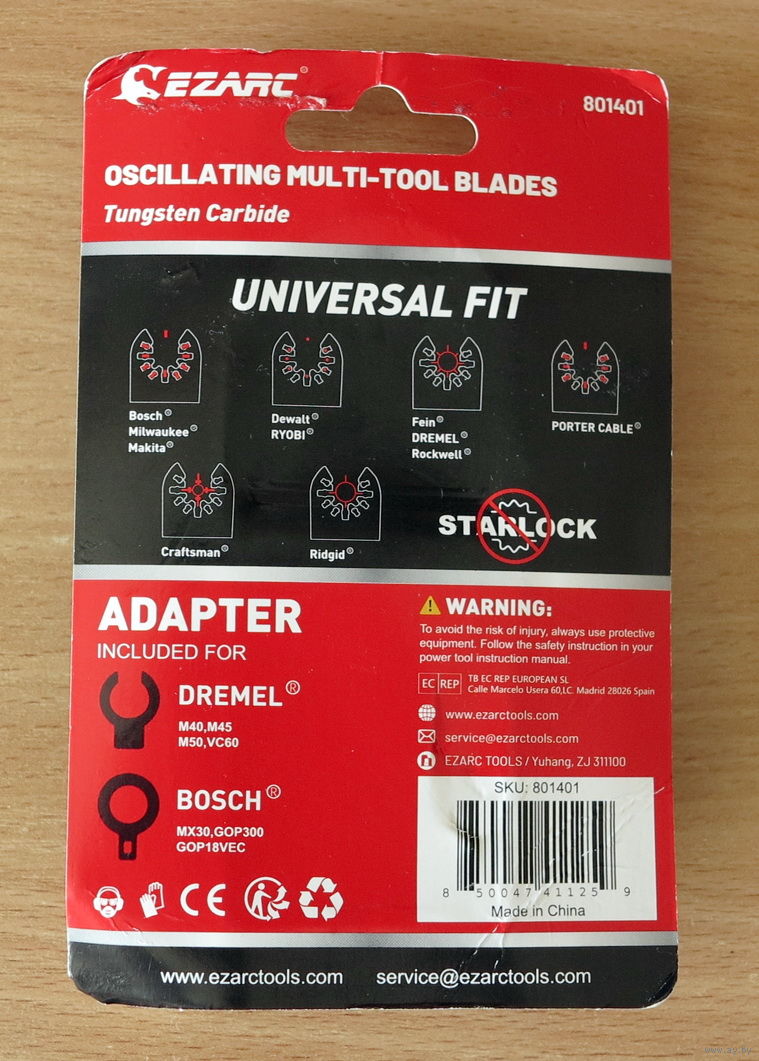 EZARC®
801401
OSCILLATING MULTI-TOOL BLADES
Tungsten Carbide
UNIVERSAL FIT
Bosch®
Milwaukee®
Makita®
Dewalt®
RYOBI®
Fein®
DREMEL®
Rockwell®
PORTER CABLE®
Craftsman®
Ridgid®
STARLOCK
ADAPTER
INCLUDED FOR
DREMEL®
M40,M45
M50,VC60
BOSCH®
MX30,GOP300
GOP18VEC
CE
WARNING:
To avoid the risk of injury, always use protective
equipment. Follow the safety instruction in your
power tool instruction manual.
EC REP
TB EC REP EUROPEAN SL
Calle Marcelo Usera 60,I.C. Madrid 28026 Spain
www.ezarctools.com
service@ezarctools.com
EZARC TOOLS / Yuhang, ZJ 311100
SKU: 801401
8 50047 41125 9
Made in China
www.ezarctools.com service@ezarctools.com
www.ay.by